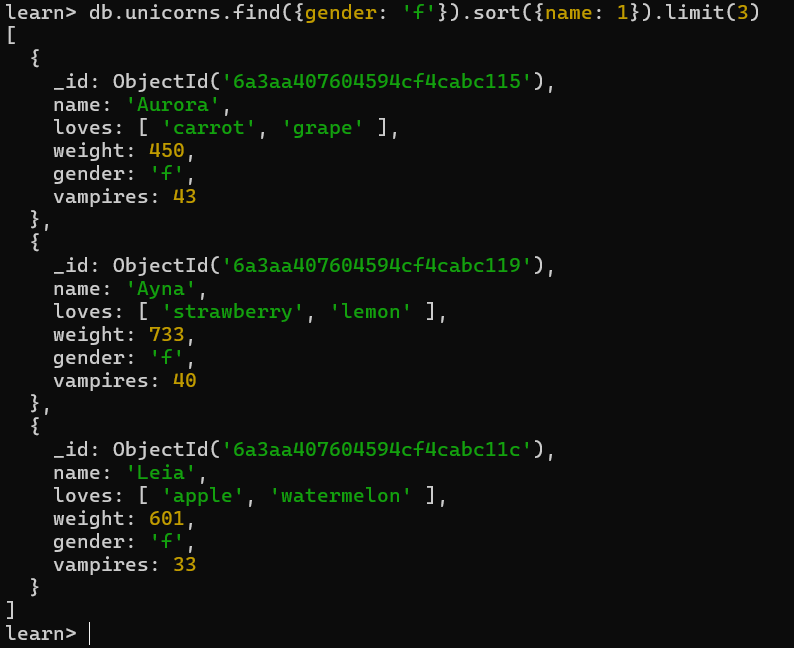 learn> db.unicorns.find({gender: 'f'}).sort({name: 1}).limit(3)
[
  {
    _id: ObjectId('6a3aa407604594cf4cabc115'),
    name: 'Aurora',
    loves: [ 'carrot', 'grape' ],
    weight: 450,
    gender: 'f',
    vampires: 43
  },
  {
    _id: ObjectId('6a3aa407604594cf4cabc119'),
    name: 'Ayna',
    loves: [ 'strawberry', 'lemon' ],
    weight: 733,
    gender: 'f',
    vampires: 40
  },
  {
    _id: ObjectId('6a3aa407604594cf4cabc11c'),
    name: 'Leia',
    loves: [ 'apple', 'watermelon' ],
    weight: 601,
    gender: 'f',
    vampires: 33
  }
]
learn>